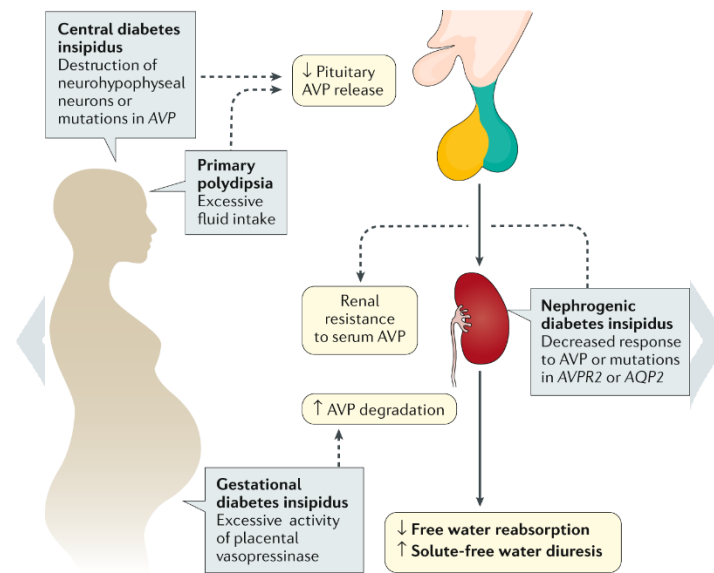 Central diabetes
insipidus
Destruction of
neurohypophyseal
neurons or
mutations in AVP
↓ Pituitary
AVP release
Primary
polydipsia
Excessive
fluid intake
Renal
resistance
to serum AVP
Nephrogenic
diabetes insipidus
Decreased response
to AVP or mutations
in AVPR2 or AQP2
↑ AVP degradation
Gestational
diabetes insipidus
Excessive activity
of placental
vasopressinase
↓ Free water reabsorption
↑ Solute-free water diuresis